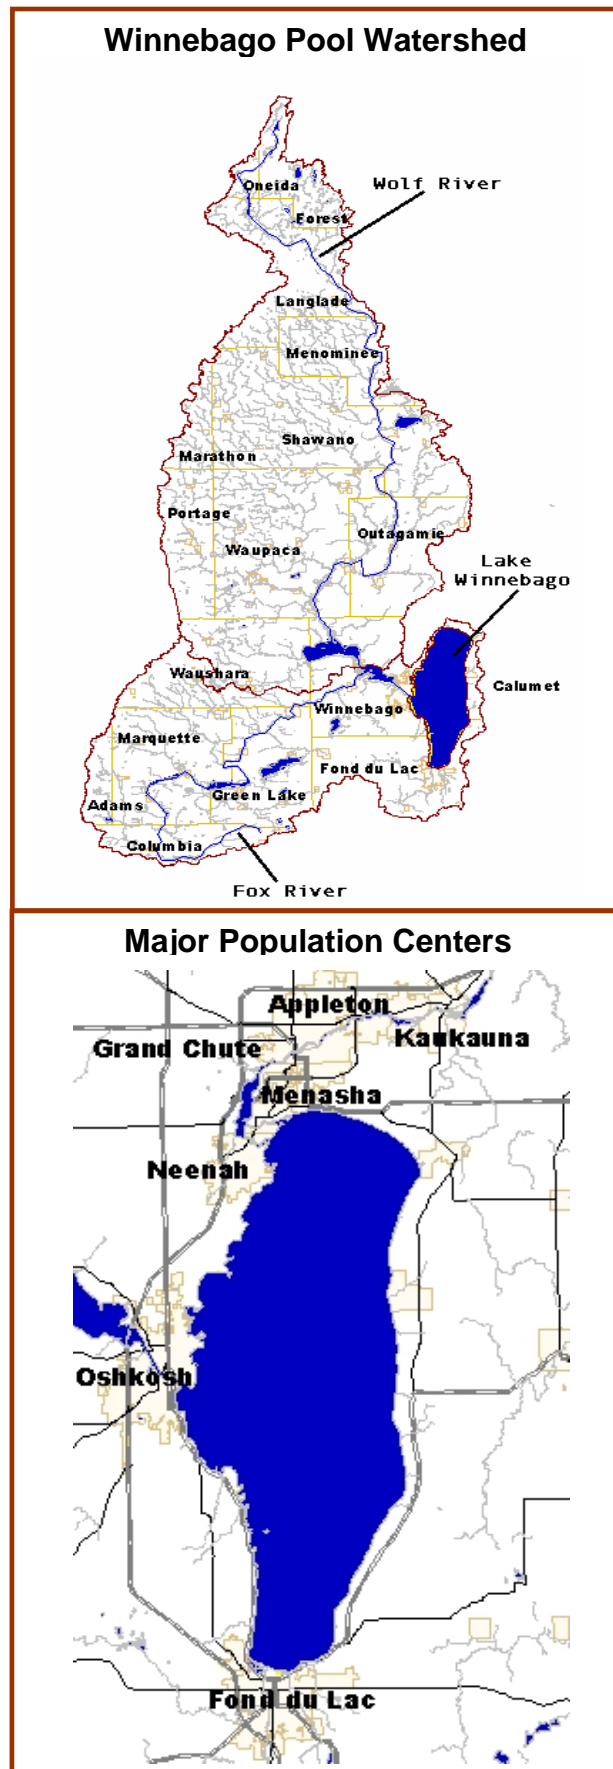 Winnebago Pool Watershed
Oneida
Wolf River
Forest
Langlade
Menominee
Shawano
Marathon
Portage
Outagamie
Waupaca
Lake
Winnebago
Waushara
Calumet
Winnebago
Marquette
Fond du Lac
Green Lake
Adams
Columbia
Fox River
Major Population Centers
Appleton
Kaukauna
Grand Chute
Menasha
Neenah
Oshkosh
Fond du Lac